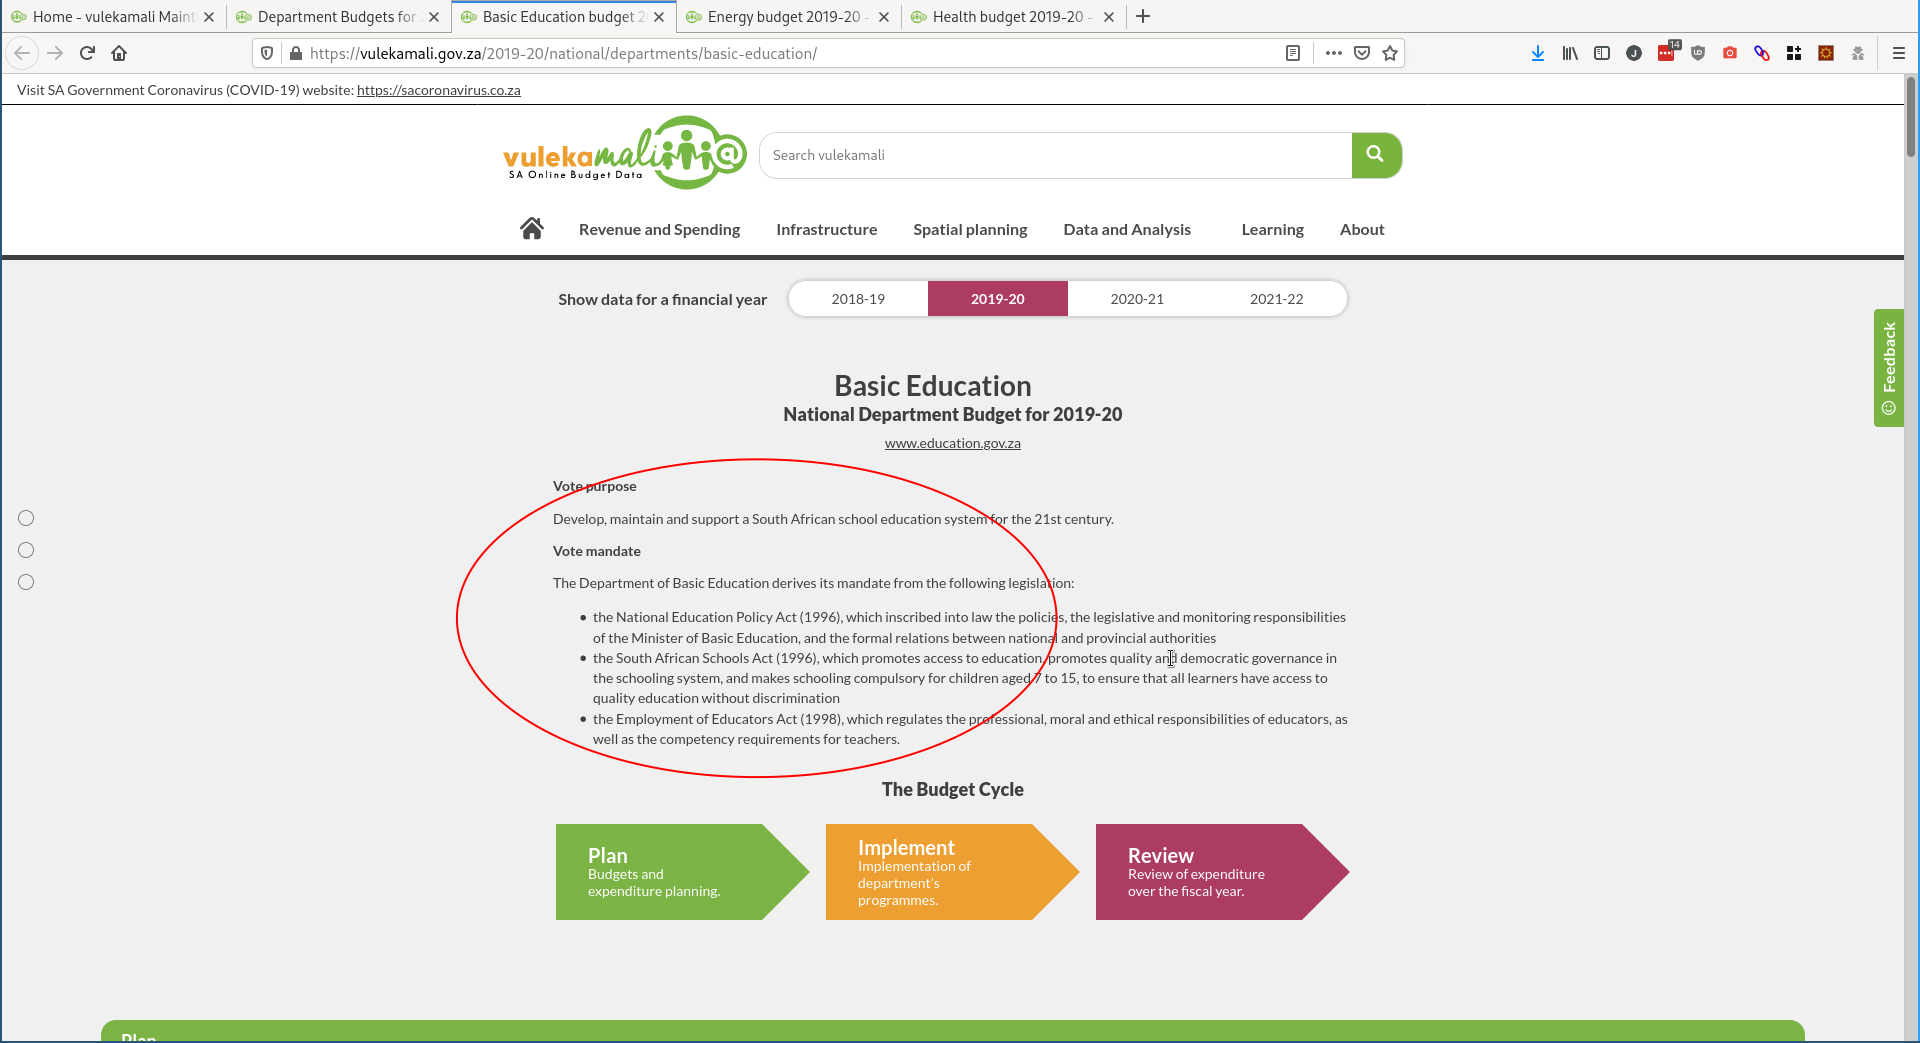 Home - vulekamali Maint
Department Budgets for
Basic Education budget 2
Energy budget 2019-20 -
Health budget 2019-20 -
https://vulekamali.gov.za/2019-20/national/departments/basic-education/
14
Visit SA Government Coronavirus (COVID-19) website: https://sacoronavirus.co.za
vulekamali
SA Online Budget Data
Search vulekamali
Revenue and Spending
Infrastructure
Spatial planning
Data and Analysis
Learning
About
Show data for a financial year
2018-19
2019-20
2020-21
2021-22
Feedback
Basic Education
National Department Budget for 2019-20
www.education.gov.za
Vote purpose
Develop, maintain and support a South African school education system for the 21st century.
Vote mandate
The Department of Basic Education derives its mandate from the following legislation:
• the National Education Policy Act (1996), which inscribed into law the policies, the legislative and monitoring responsibilities
of the Minister of Basic Education, and the formal relations between national and provincial authorities
• the South African Schools Act (1996), which promotes access to education, promotes quality and democratic governance in
the schooling system, and makes schooling compulsory for children aged 7 to 15, to ensure that all learners have access to
quality education without discrimination
• the Employment of Educators Act (1998), which regulates the professional, moral and ethical responsibilities of educators, as
well as the competency requirements for teachers.
The Budget Cycle
Plan
Budgets and
expenditure planning.
Implement
Implementation of
department's
programmes.
Review
Review of expenditure
over the fiscal year.
Plan